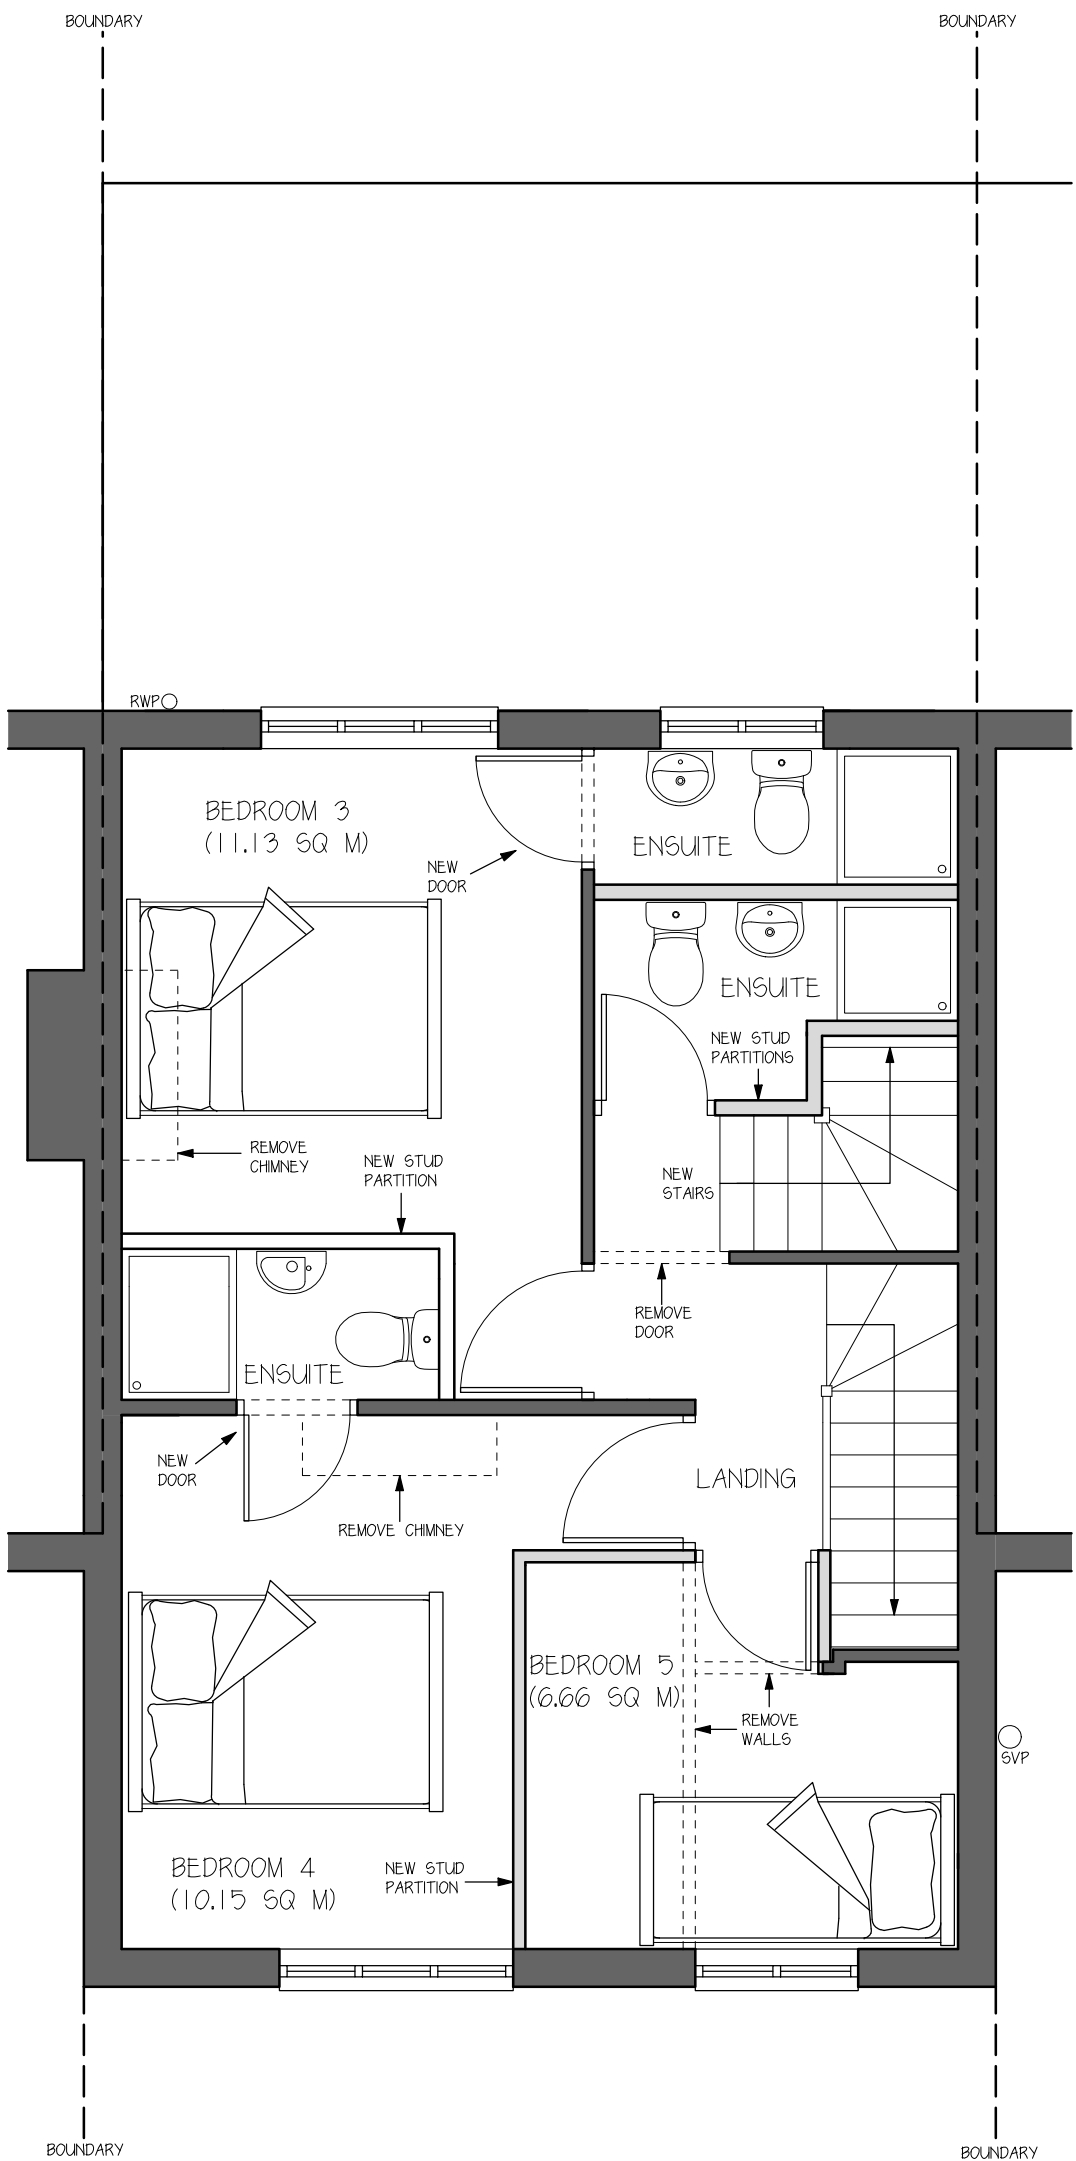 BOUNDARY
BOUNDARY
RWP
BEDROOM 3
(11.13 SQ M)
NEW
DOOR
ENSUITE
ENSUITE
NEW STUD
PARTITIONS
REMOVE
CHIMNEY
NEW STUD
PARTITION
NEW
STAIRS
REMOVE
DOOR
ENSUITE
NEW
DOOR
REMOVE CHIMNEY
LANDING
BEDROOM 5
(6.66 SQ M)
REMOVE
WALLS
SVP
BEDROOM 4
(10.15 SQ M)
NEW STUD
PARTITION
BOUNDARY
BOUNDARY